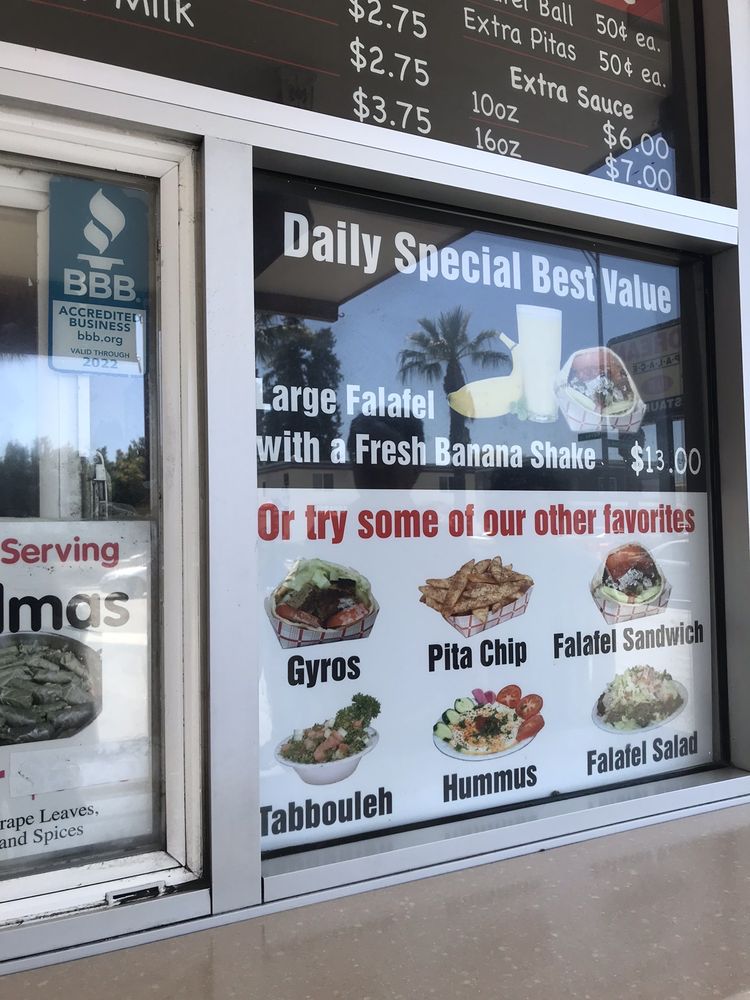 Milk
$2.75
$2.75
$3.75
Ball 50¢ ea.
Extra Pitas 50¢ ea.
Extra Sauce
10oz $6.00
16oz $7.00
BBB
ACCREDITED
BUSINESS
bbb.org
VALID THROUGH
2022
Daily Special Best Value
Large Falafel
with a Fresh Banana Shake $13.00
Or try some of our other favorites
Gyros
Pita Chip
Falafel Sandwich
Tabbouleh
Hummus
Falafel Salad
Serving
lmas
rape Leaves,
and Spices